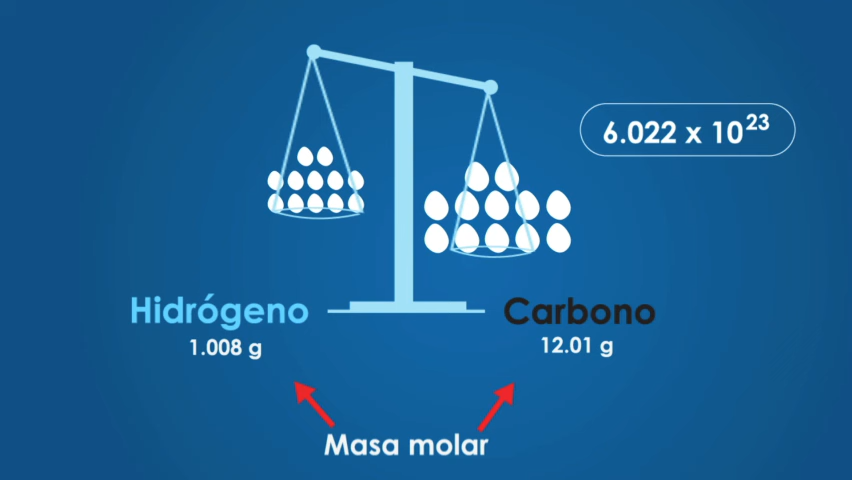 6.022 x 10²³
Hidrógeno
1.008 g
Carbono
12.01 g
Masa molar